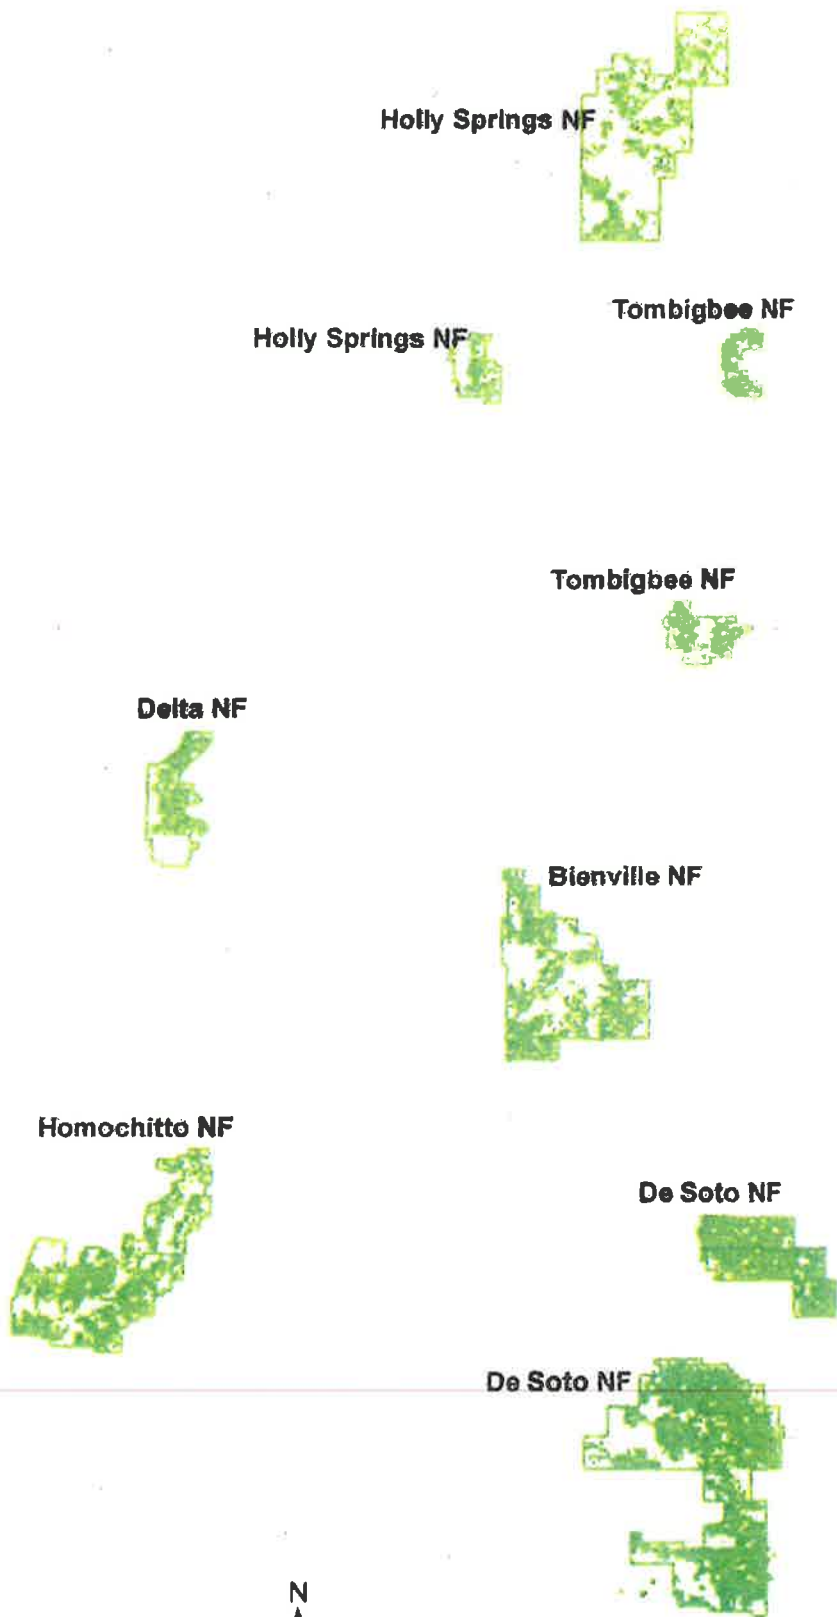 Holly Springs NF
Tombigbee NF
Holly Springs NF
Tombigbee NF
Delta NF
Bienville NF
Homochitto NF
De Soto NF
De Soto NF
N